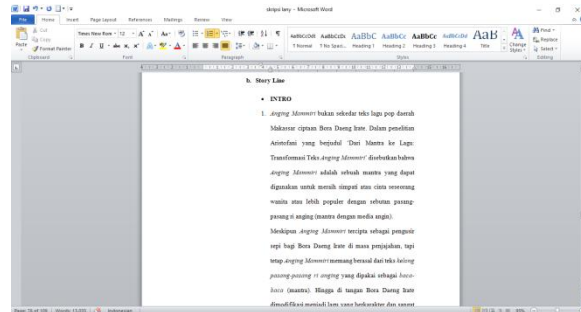 skripsi lany - Microsoft Word
File Home Insert Page Layout References Mailings Review View
Cut
Copy
Format Painter
Paste
Times New Rom 12
AaBbCcDdI AaBbCcDs AaBbC AaBbCc AaBbCc AaBbCcDd AaB
Normal No Spaci... Heading 1 Heading 2 Heading 3 Heading 4 Title
Change Styles
Find
Replace
Select
Clipboard Font Paragraph Styles Editing
b. Story Line
• INTRO
1. Anging Mammiri bukan sekedar teks lagu pop daerah
Makassar ciptaan Bora Daeng Irate. Dalam penelitian
Aristofani yang berjudul 'Dari Mantra ke Lagu:
Transformasi Teks Anging Mammiri' disebutkan bahwa
Anging Mammiri adalah sebuah mantra yang dapat
digunakan untuk meraih simpati atau cinta seseorang
wanita atau lebih populer dengan sebutan pasang-
pasang ri anging (mantra dengan media angin).
Meskipun Anging Mammiri tercipta sebagai pengusir
sepi bagi Bora Daeng Irate di masa penjajahan, tapi
tetap Anging Mammiri memang berasal dari teks kelong
pasang-pasang ri anging yang dipakai sebagai baca-
baca (mantra). Hingga di tangan Bora Daeng Irate
dimodifikasi menjadi lagu yang berkarakter dan sangat
Indonesian